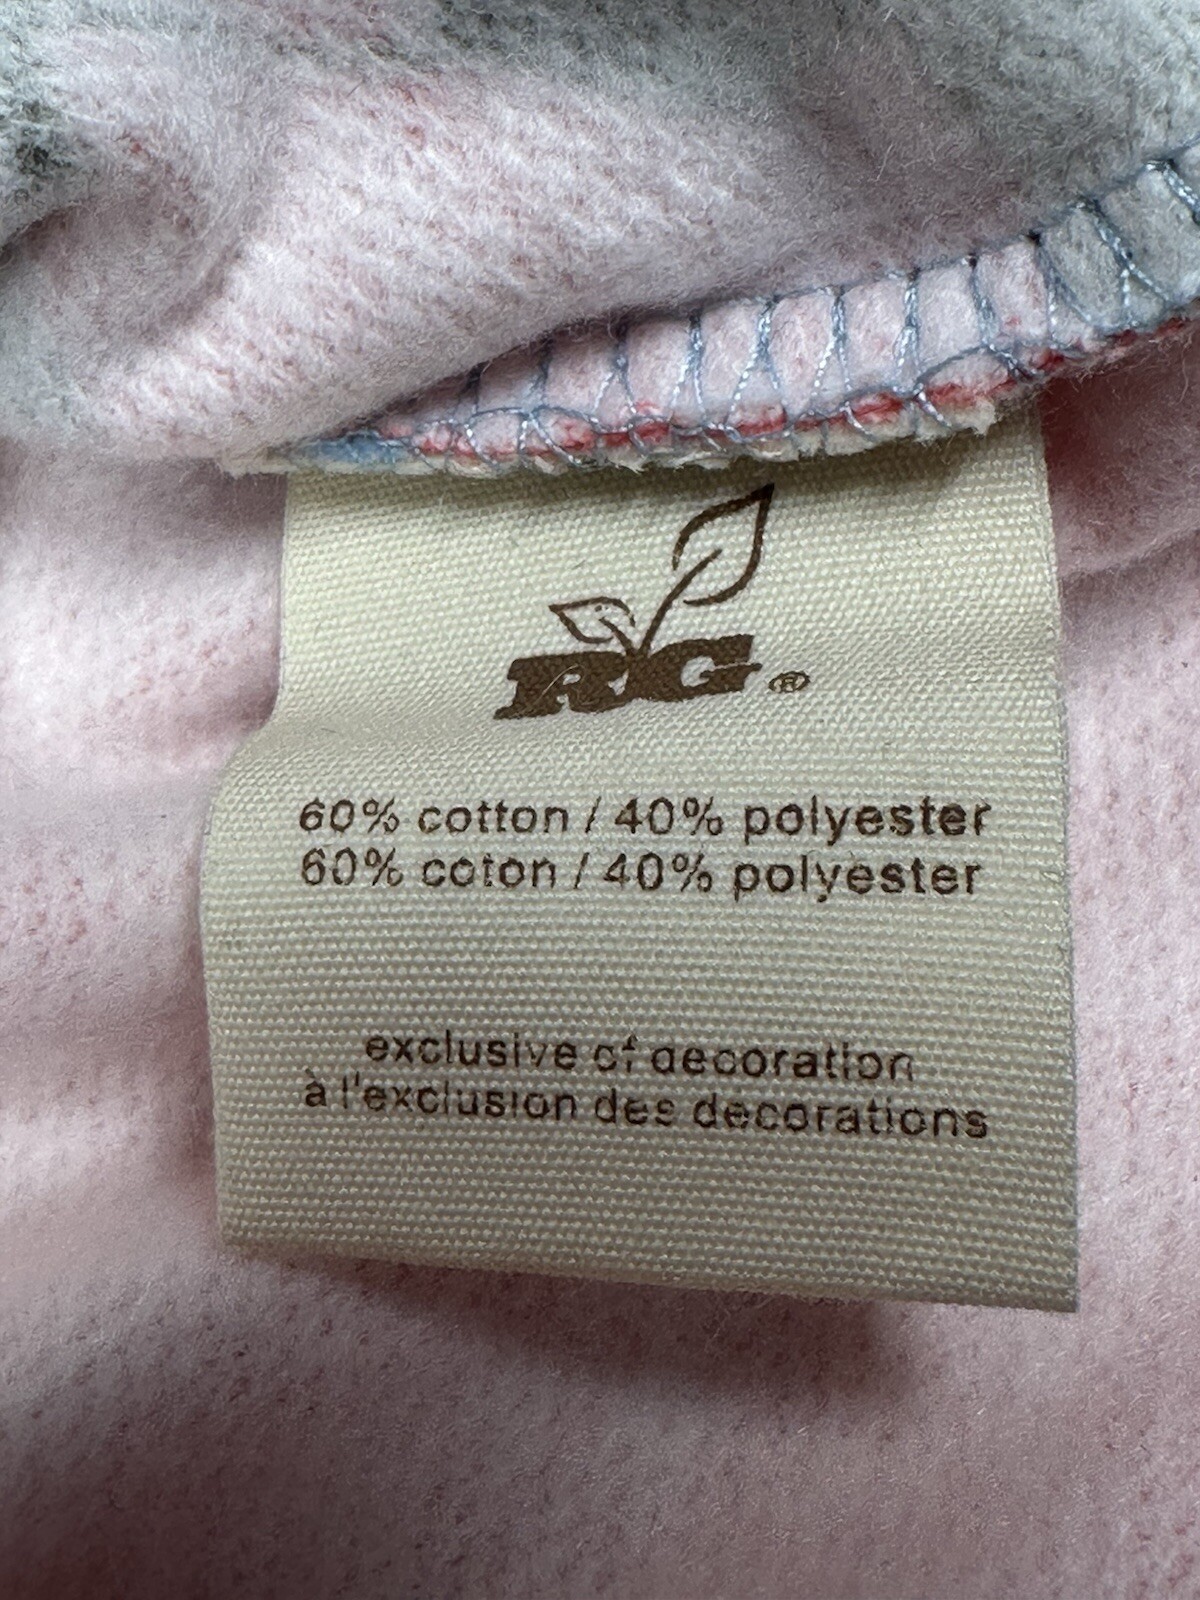 RG®
60% cotton / 40% polyester
60% coton / 40% polyester
exclusive of decoration
à l'exclusion des decorations